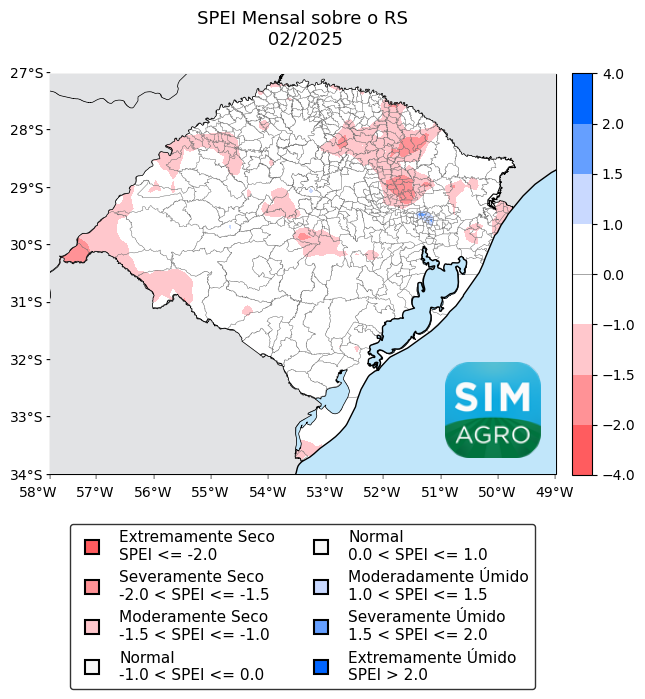 SPEI Mensal sobre o RS
02/2025
27°S
28°S
29°S
30°S
31°S
32°S
33°S
34°S
58°W
57°W
56°W
55°W
54°W
53°W
52°W
51°W
50°W
49°W
4.0
2.0
1.5
1.0
0.0
−1.0
−1.5
−2.0
−4.0
SIM
AGRO
Extremamente Seco
SPEI <= -2.0
Severamente Seco
-2.0 < SPEI <= -1.5
Moderamente Seco
-1.5 < SPEI <= -1.0
Normal
-1.0 < SPEI <= 0.0
Normal
0.0 < SPEI <= 1.0
Moderadamente Úmido
1.0 < SPEI <= 1.5
Severamente Úmido
1.5 < SPEI <= 2.0
Extremamente Úmido
SPEI > 2.0